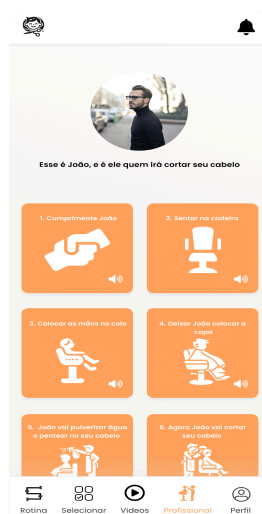 Esse é João, e é ele quem irá cortar seu cabelo
1. Cumprimente João
2. Sentar na cadeira
3. Colocar as mãos no colo
4. Deixar João colocar a
capa
5. João vai pulverizar água
e pentear no seu cabelo
6. Agora João vai cortar
seu cabelo
Rotina
Selecionar
Videos
Profissional
Perfil